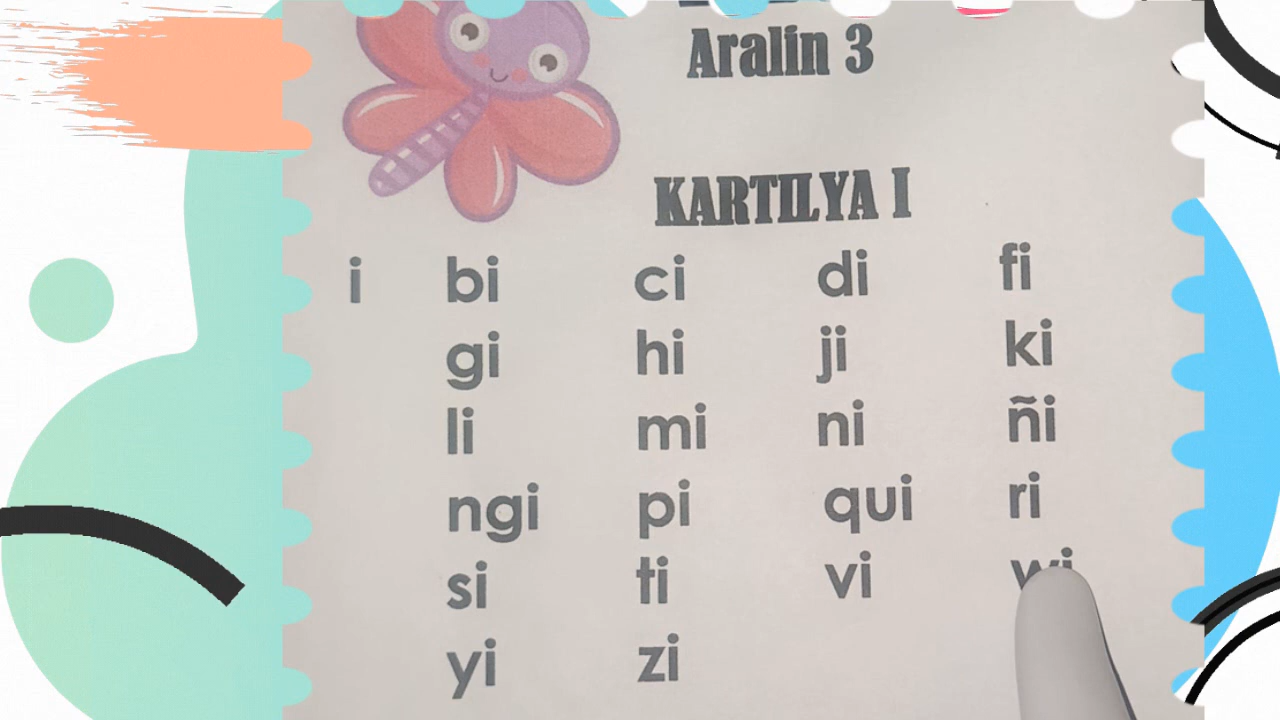 Aralin 3
KARTILYA I
i bi ci di fi
gi hi ji ki
li mi ni ñi
ngi pi qui ri
si ti vi wi
yi zi